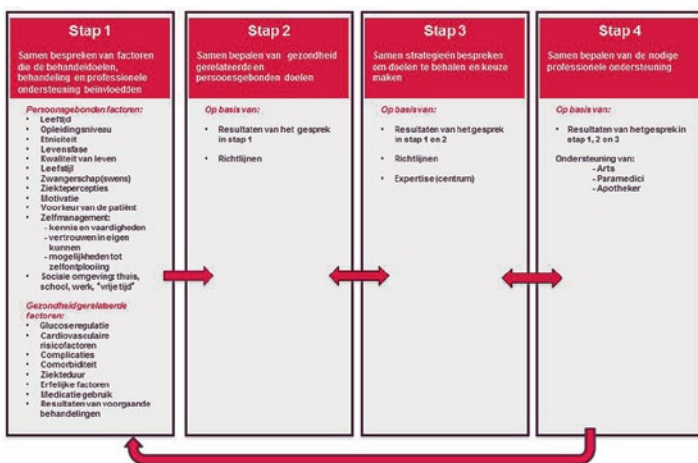 Stap 1
Samen bespreken van factoren
die de behandeldoelen,
behandeling en professionele
ondersteuning beïnvloedden
Persoonsgebonden factoren:
• Leeftijd
• Opleidingsniveau
• Etniciteit
• Levensfase
• Kwaliteit van leven
• Leefstijl
• Zwangerschap(swens)
• Ziektepercepties
• Motivatie
• Voorkeur van de patiënt
• Zelfmanagement:
- kennis en vaardigheden
- vertrouwen in eigen
kunnen
- mogelijkheden tot
zelfontplooiing
• Sociale omgeving: thuis,
school, werk, "vrije tijd"
Gezondheidgerelateerde
factoren:
• Glucoseregulatie
• Cardiovasculaire
risicofactoren
• Complicaties
• Comorbiditeit
• Ziekteduur
• Erfelijke factoren
• Medicatiegebruik
• Resultaten van voorgaande
behandelingen
Stap 2
Samen bepalen van gezondheid
gerelateerde en
persoonsgebonden doelen
Op basis van:
• Resultaten van het gesprek
in stap 1
• Richtlijnen
Stap 3
Samen strategieën bespreken
om doelen te behalen en keuze
maken
Op basis van:
• Resultaten van het gesprek
in stap 1 en 2
• Richtlijnen
• Expertise (centrum)
Stap 4
Samen bepalen van de nodige
professionele ondersteuning
Op basis van:
• Resultaten van het gesprek in
stap 1, 2 en 3
Ondersteuning van:
- Arts
- Paramedici
- Apotheker